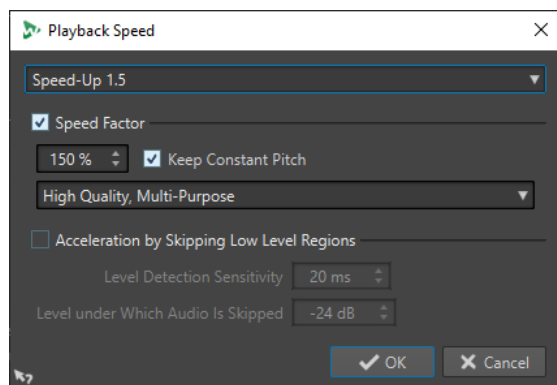 Playback Speed
Speed-Up 1.5
Speed Factor
150 %
Keep Constant Pitch
High Quality, Multi-Purpose
Acceleration by Skipping Low Level Regions
Level Detection Sensitivity 20 ms
Level under Which Audio Is Skipped -24 dB
OK Cancel